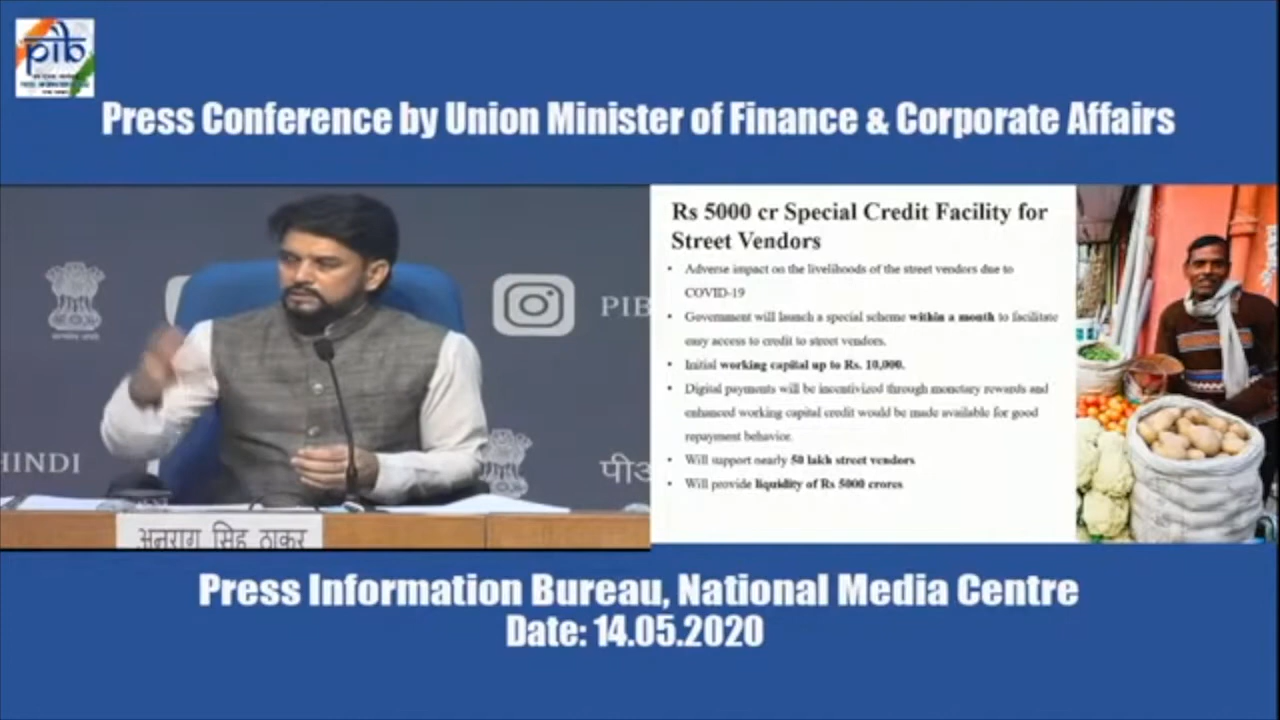 pib
Press Conference by Union Minister of Finance & Corporate Affairs
HINDI
PIB
पीआ
अनुराग सिंह ठाकुर
Rs 5000 cr Special Credit Facility for
Street Vendors
• Adverse impact on the livelihoods of the street vendors due to
COVID-19
• Government will launch a special scheme within a month to facilitate
easy access to credit to street vendors.
• Initial working capital up to Rs. 10,000.
• Digital payments will be incentivized through monetary rewards and
enhanced working capital credit would be made available for good
repayment behavior.
• Will support nearly 50 lakh street vendors
• Will provide liquidity of Rs 5000 crores
Press Information Bureau, National Media Centre
Date: 14.05.2020